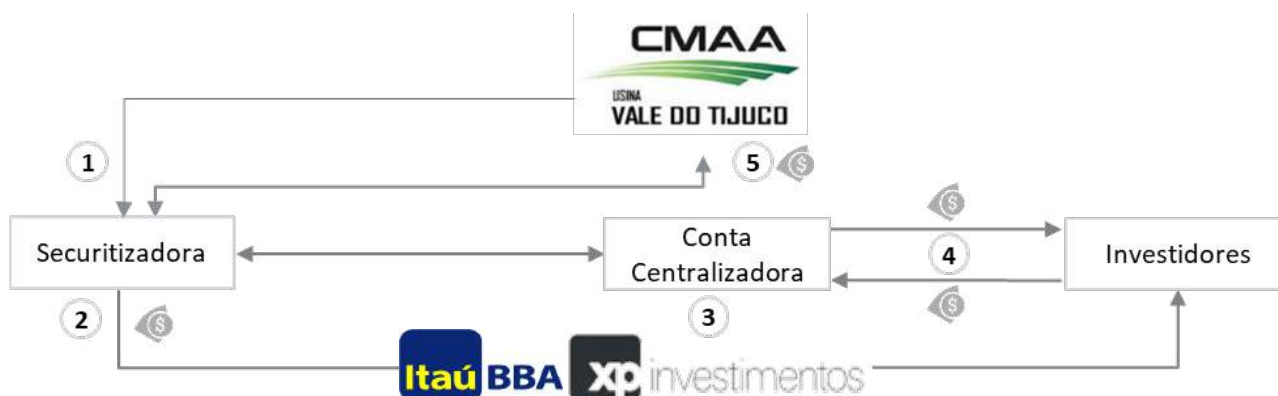 CMAA
USINA
VALE DO TIJUCO
1
5
$
$
Securitizadora
Conta
Centralizadora
4
Investidores
2
$
3
$
Itaú BBA xp investimentos